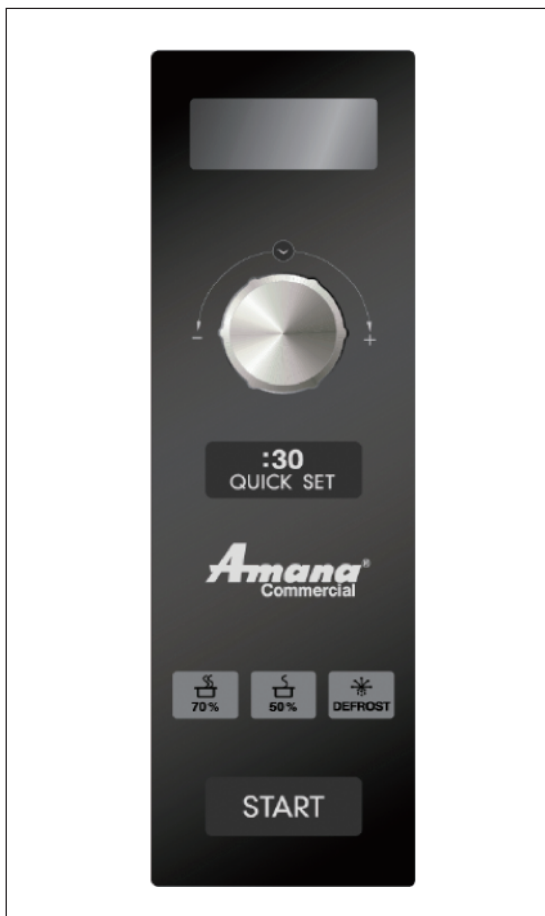 - +
:30
QUICK SET
Amana®
Commercial
70% 50% DEFROST
START